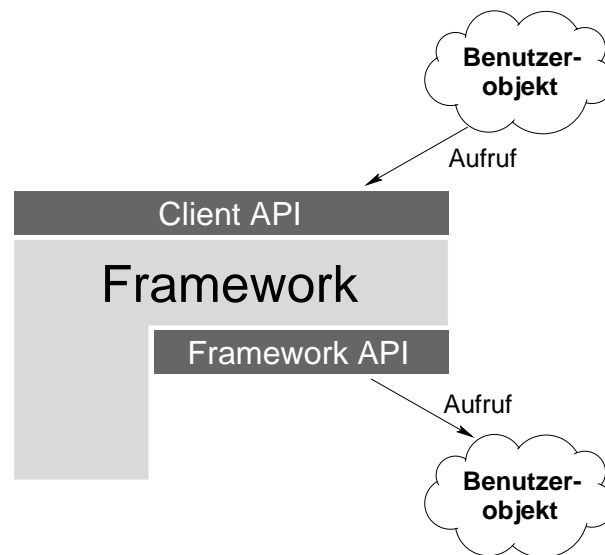 Benutzer-
objekt
Aufruf
Client API
Framework
Framework API
Aufruf
Benutzer-
objekt